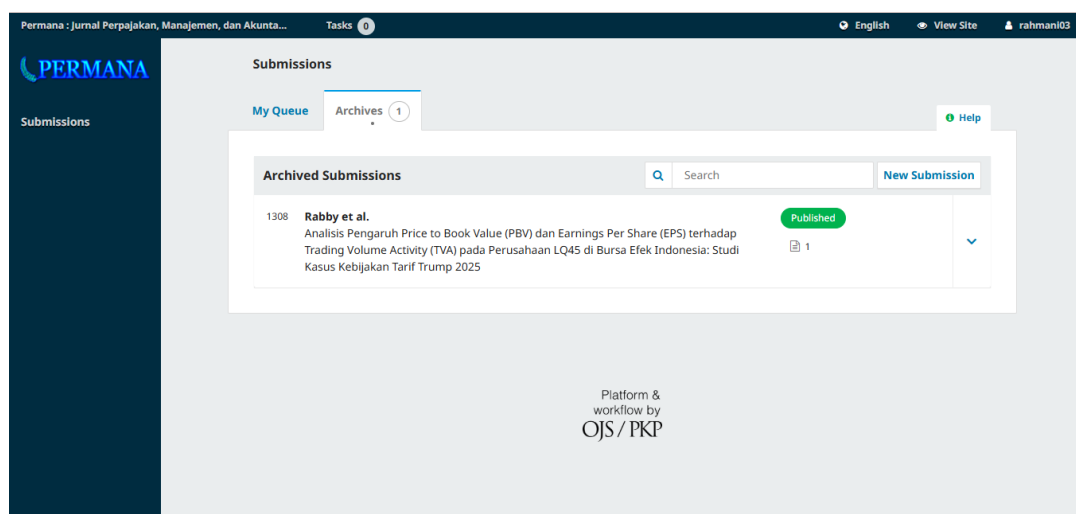 Permana : Jurnal Perpajakan, Manajemen, dan Akunta... Tasks 0 English View Site rahmani03
PERMANA
Submissions
Submissions
My Queue Archives 1
Help
Archived Submissions Search New Submission
1308 Rabby et al. Published
Analisis Pengaruh Price to Book Value (PBV) dan Earnings Per Share (EPS) terhadap
Trading Volume Activity (TVA) pada Perusahaan LQ45 di Bursa Efek Indonesia: Studi 1
Kasus Kebijakan Tarif Trump 2025
Platform &
workflow by
OJS / PKP